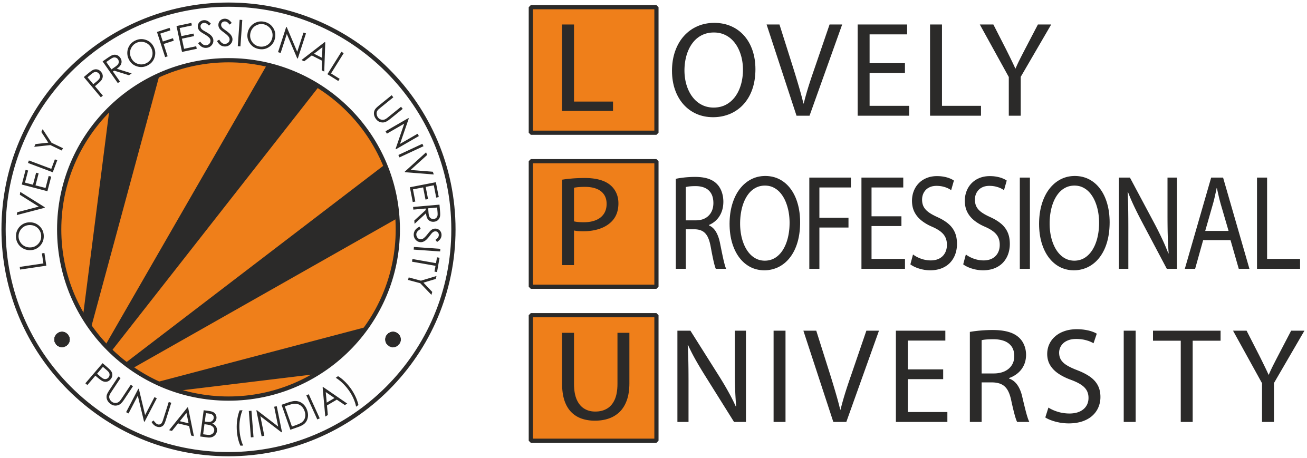 LOVELY PROFESSIONAL UNIVERSITY
PUNJAB (INDIA)
LOVELY
PROFESSIONAL
UNIVERSITY